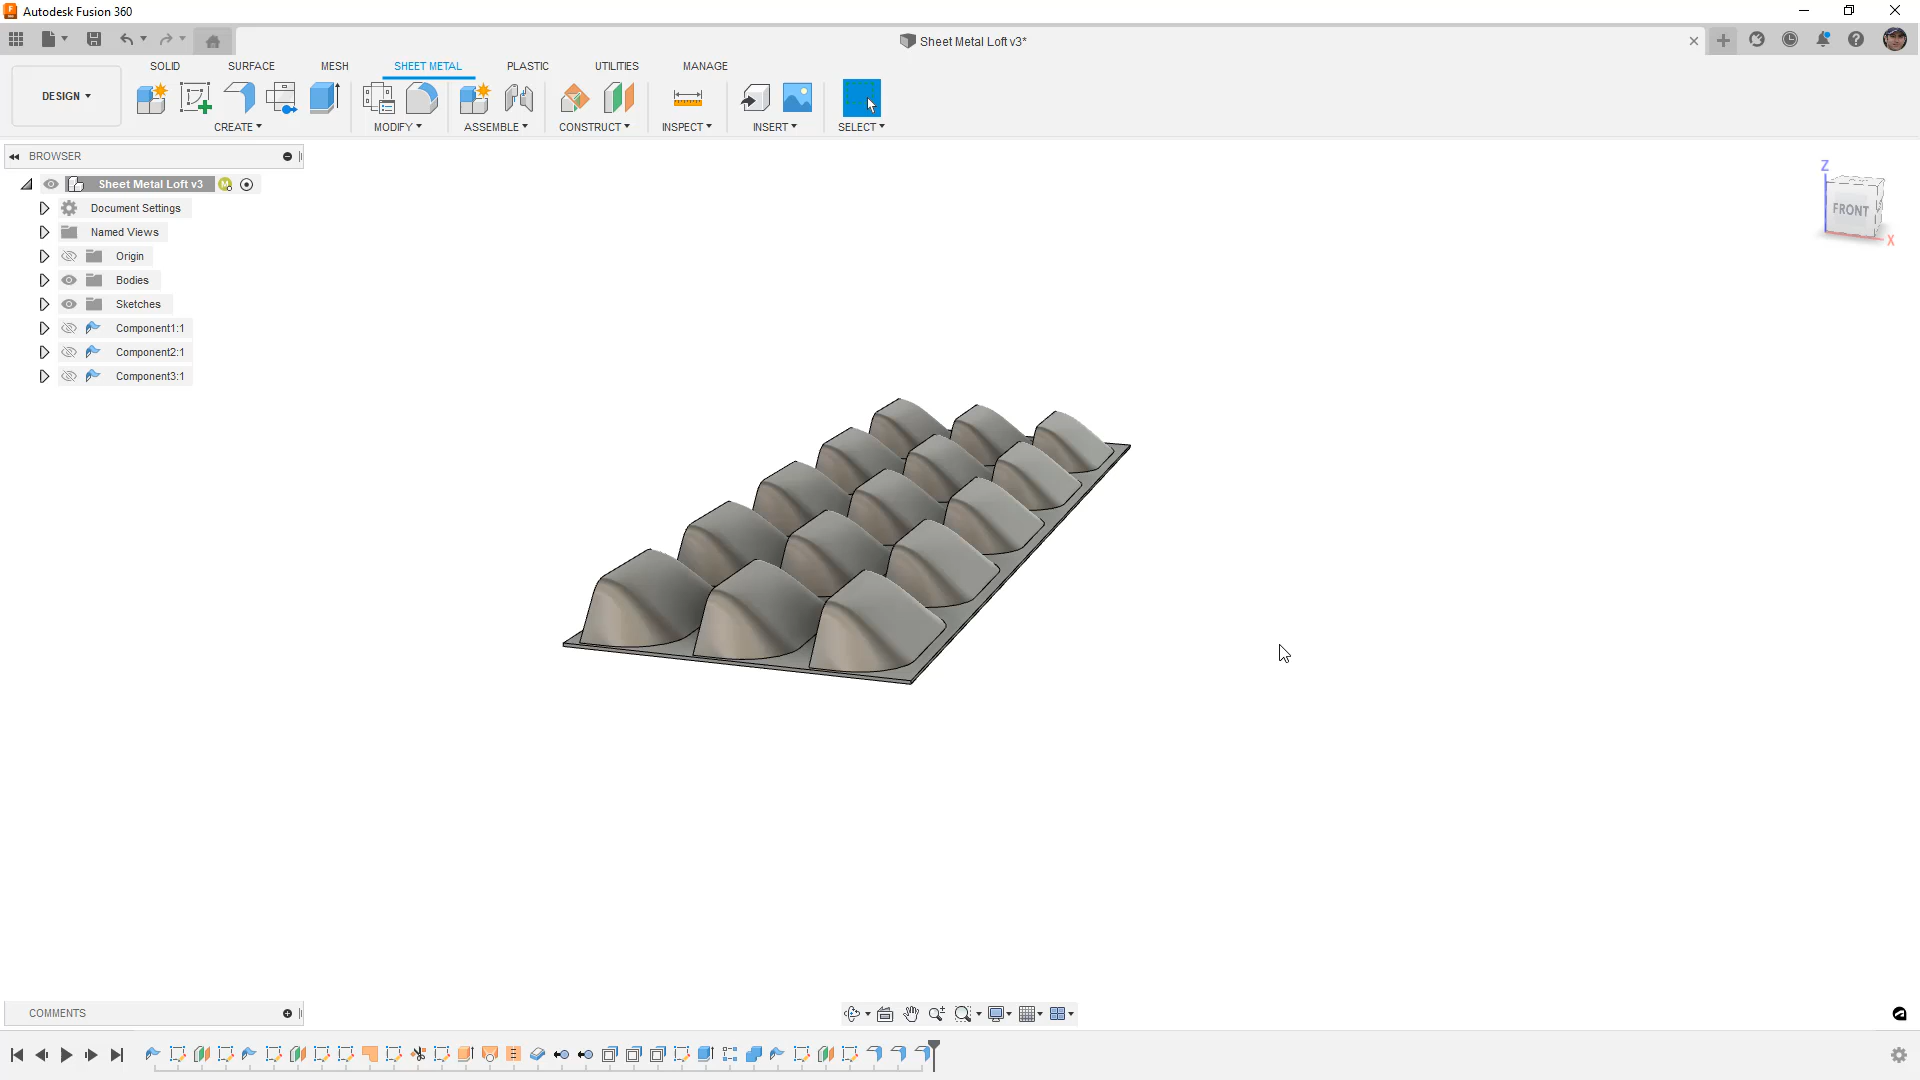 Autodesk Fusion 360
Sheet Metal Loft v3*
SOLID SURFACE MESH SHEET METAL PLASTIC UTILITIES MANAGE
DESIGN
CREATE MODIFY ASSEMBLE CONSTRUCT INSPECT INSERT SELECT
BROWSER
Sheet Metal Loft v3
Document Settings
Named Views
Origin
Bodies
Sketches
Component1:1
Component2:1
Component3:1
Z
FRONT
X
COMMENTS